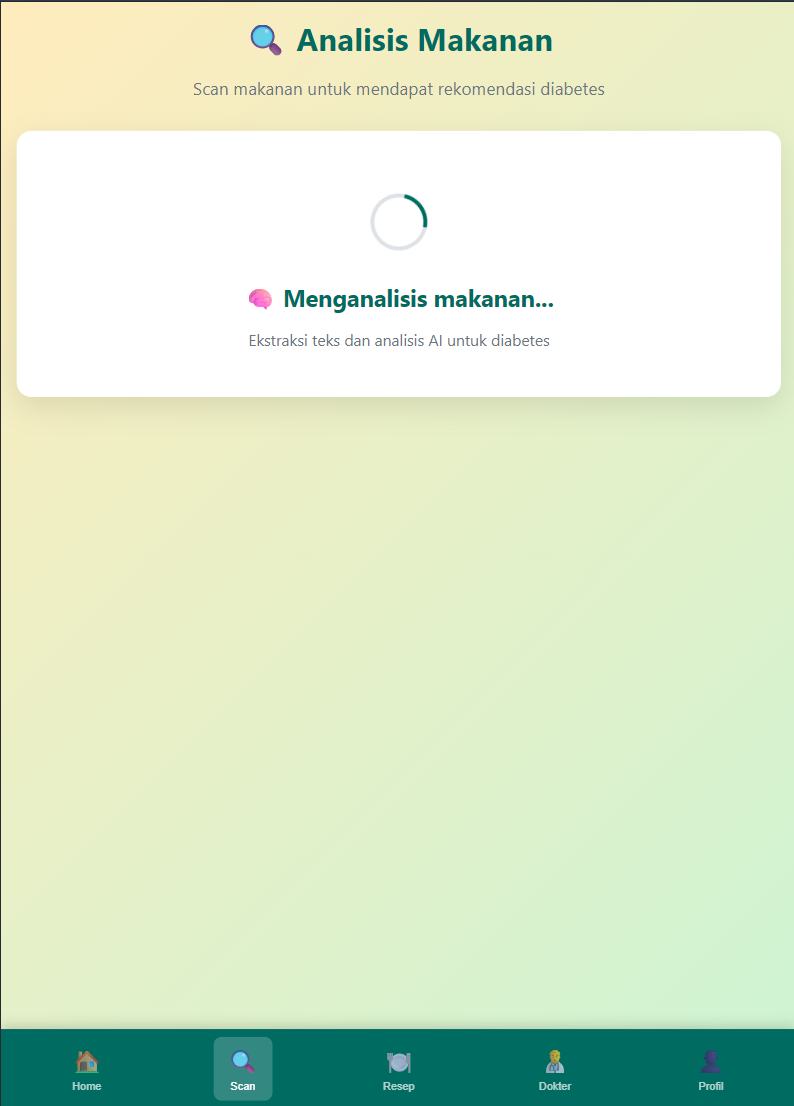 Analisis Makanan
Scan makanan untuk mendapat rekomendasi diabetes
Menganalisis makanan...
Ekstraksi teks dan analisis AI untuk diabetes
Home
Scan
Resep
Dokter
Profil